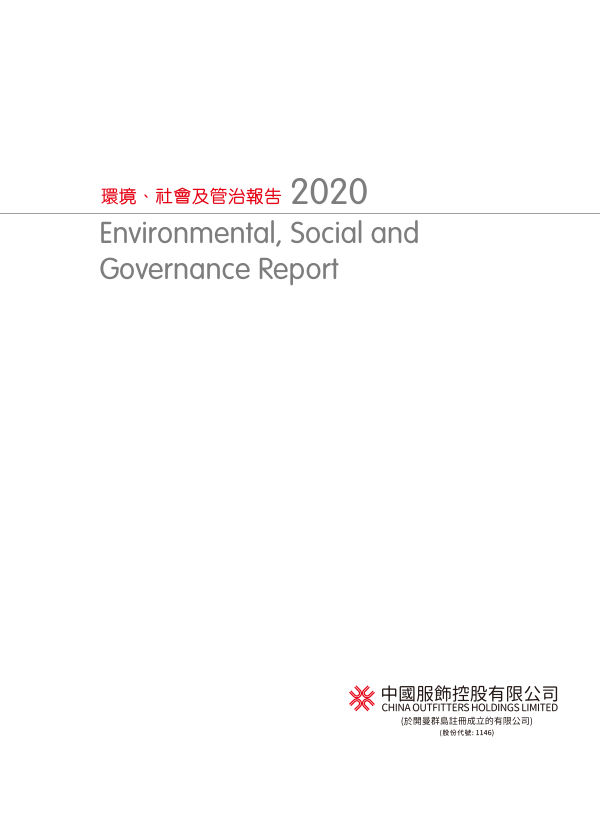 環境、社會及管治報告 2020
Environmental, Social and
Governance Report
中國服飾控股有限公司
CHINA OUTFITTERS HOLDINGS LIMITED
(於開曼群島註冊成立的有限公司)
(股份代號: 1146)